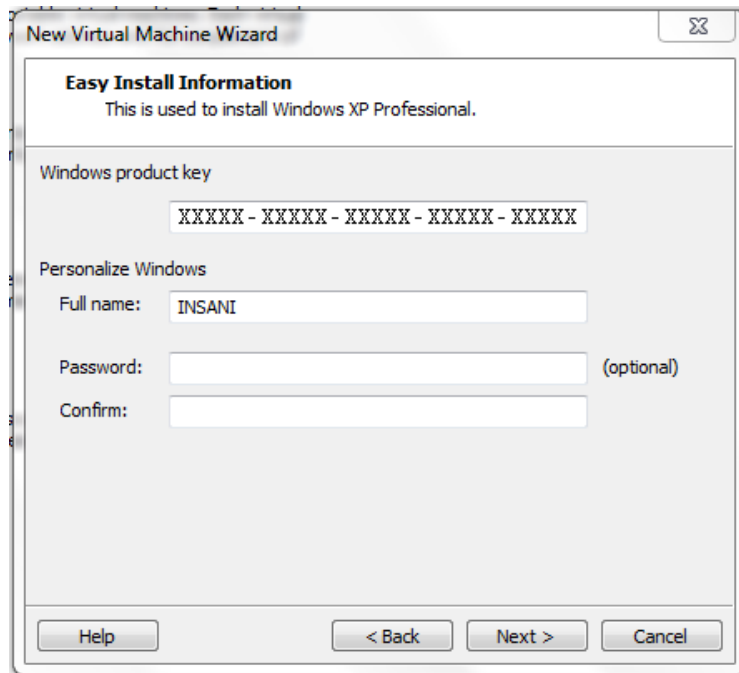 New Virtual Machine Wizard
Easy Install Information
This is used to install Windows XP Professional.
Windows product key
XXXXX - XXXXX - XXXXX - XXXXX - XXXXX
Personalize Windows
Full name: INSANI
Password: (optional)
Confirm:
Help < Back Next > Cancel